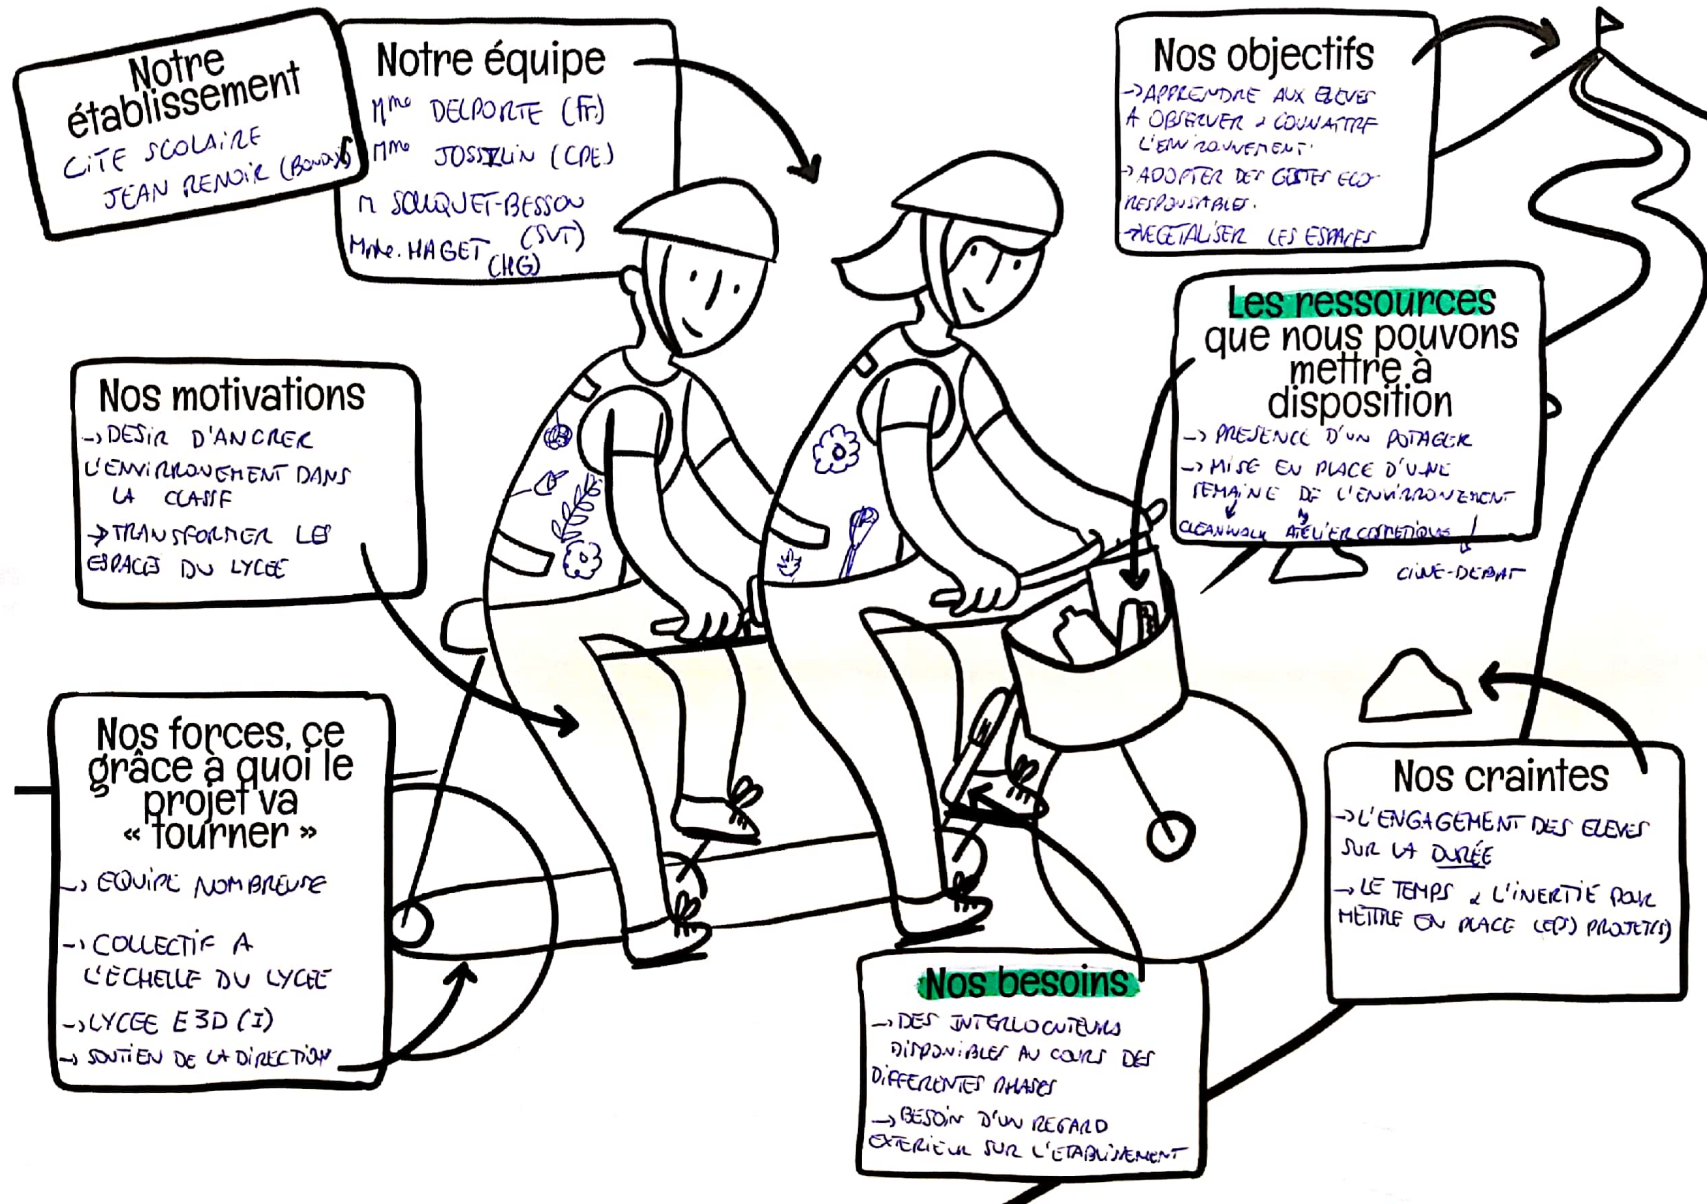 Notre
établissement
CITE SCOLAIRE
JEAN RENOIR (BONDY)
Notre équipe
Mme DELPORTE (Fr.)
Mme JOSSELIN (CPE)
M SOUQUET-BESSON
(SVT)
Mme. HAGET
(HG)
Nos objectifs
→ APPRENDRE AUX ELEVES
A OBSERVER & CONNAITRE
L'ENVIRONNEMENT.
→ ADOPTER DES GESTES ECO-
RESPONSABLES.
→ VEGETALISER LES ESPACES
Les ressources
que nous pouvons
mettre à
disposition
→ PRESENCE D'UN POTAGER
→ MISE EN PLACE D'UNE
SEMAINE DE L'ENVIRRONEMENT
CLEANWALK ATELIER COSMETIQUE
CINE-DEBAT
Nos motivations
→ DESIR D'ANCRER
L'ENVIRRONEMENT DANS
LA CLASSE
→ TRANSFORMER LES
ESPACES DU LYCEE
Nos forces, ce
grâce à quoi le
projet va
« tourner »
→ EQUIPE NOMBREUSE
→ COLLECTIF A
L'ECHELLE DU LYCEE
→ LYCEE E3D (I)
→ SOUTIEN DE LA DIRECTION
Nos craintes
→ L'ENGAGEMENT DES ELEVES
SUR LA DURÉE
→ LE TEMPS & L'INERTIE POUR
METTRE EN PLACE LE(S) PROJET(S)
Nos besoins
→ DES INTERLOCUTEURS
DISPONIBLES AU COURS DES
DIFFERENTES PHASES
→ BESOIN D'UN REGARD
EXTERIEUR SUR L'ETABLISSEMENT